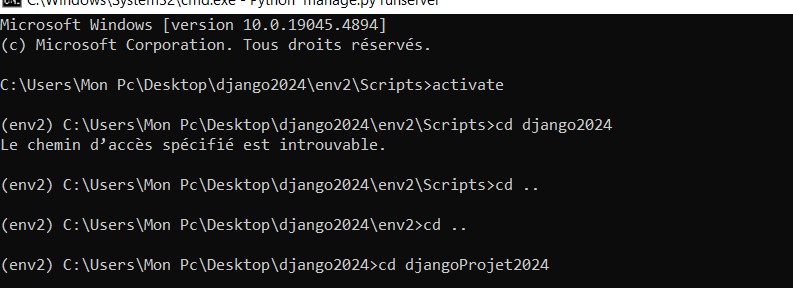 C:\Windows\System32\cmd.exe - Python manage.py runserver
Microsoft Windows [version 10.0.19045.4894]
(c) Microsoft Corporation. Tous droits réservés.
C:\Users\Mon Pc\Desktop\django2024\env2\Scripts>activate
(env2) C:\Users\Mon Pc\Desktop\django2024\env2\Scripts>cd django2024
Le chemin d’accès spécifié est introuvable.
(env2) C:\Users\Mon Pc\Desktop\django2024\env2\Scripts>cd ..
(env2) C:\Users\Mon Pc\Desktop\django2024\env2>cd ..
(env2) C:\Users\Mon Pc\Desktop\django2024>cd djangoProjet2024